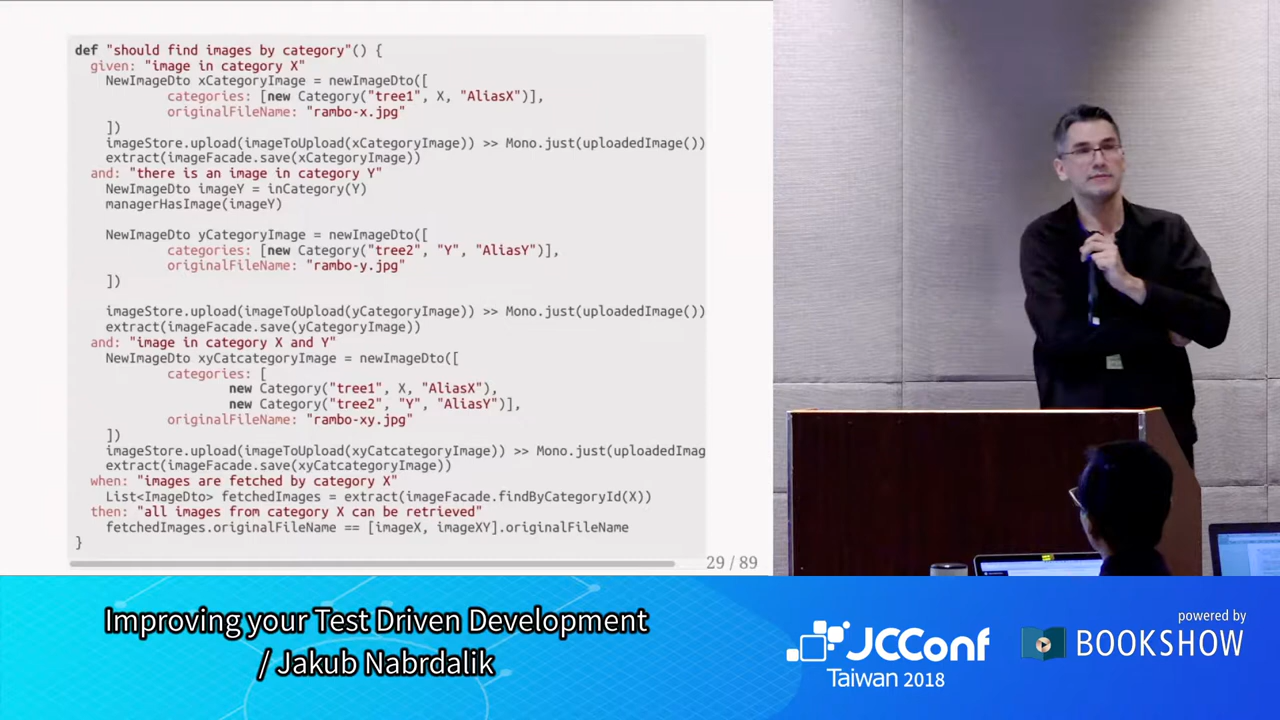 def "should find images by category"() {
given: "image in category X"
NewImageDto xCategoryImage = newImageDto([
categories: [new Category("tree1", X, "AliasX")],
originalFileName: "rambo-x.jpg"
])
imageStore.upload(imageToUpload(xCategoryImage)) >> Mono.just(uploadedImage())
extract(imageFacade.save(xCategoryImage))
and: "there is an image in category Y"
NewImageDto imageY = inCategory(Y)
managerHasImage(imageY)
NewImageDto yCategoryImage = newImageDto([
categories: [new Category("tree2", "Y", "AliasY")],
originalFileName: "rambo-y.jpg"
])
imageStore.upload(imageToUpload(yCategoryImage)) >> Mono.just(uploadedImage())
extract(imageFacade.save(yCategoryImage))
and: "image in category X and Y"
NewImageDto xyCatcategoryImage = newImageDto([
categories: [
new Category("tree1", X, "AliasX"),
new Category("tree2", "Y", "AliasY")],
originalFileName: "rambo-xy.jpg"
])
imageStore.upload(imageToUpload(xyCatcategoryImage)) >> Mono.just(uploadedImag
extract(imageFacade.save(xyCatcategoryImage))
when: "images are fetched by category X"
List<ImageDto> fetchedImages = extract(imageFacade.findByCategoryId(X))
then: "all images from category X can be retrieved"
fetchedImages.originalFileName == [imageX, imageXY].originalFileName
}
29 / 89
Improving your Test Driven Development
/ Jakub Nabrdalik
JCConf
Taiwan 2018
powered by
BOOKSHOW